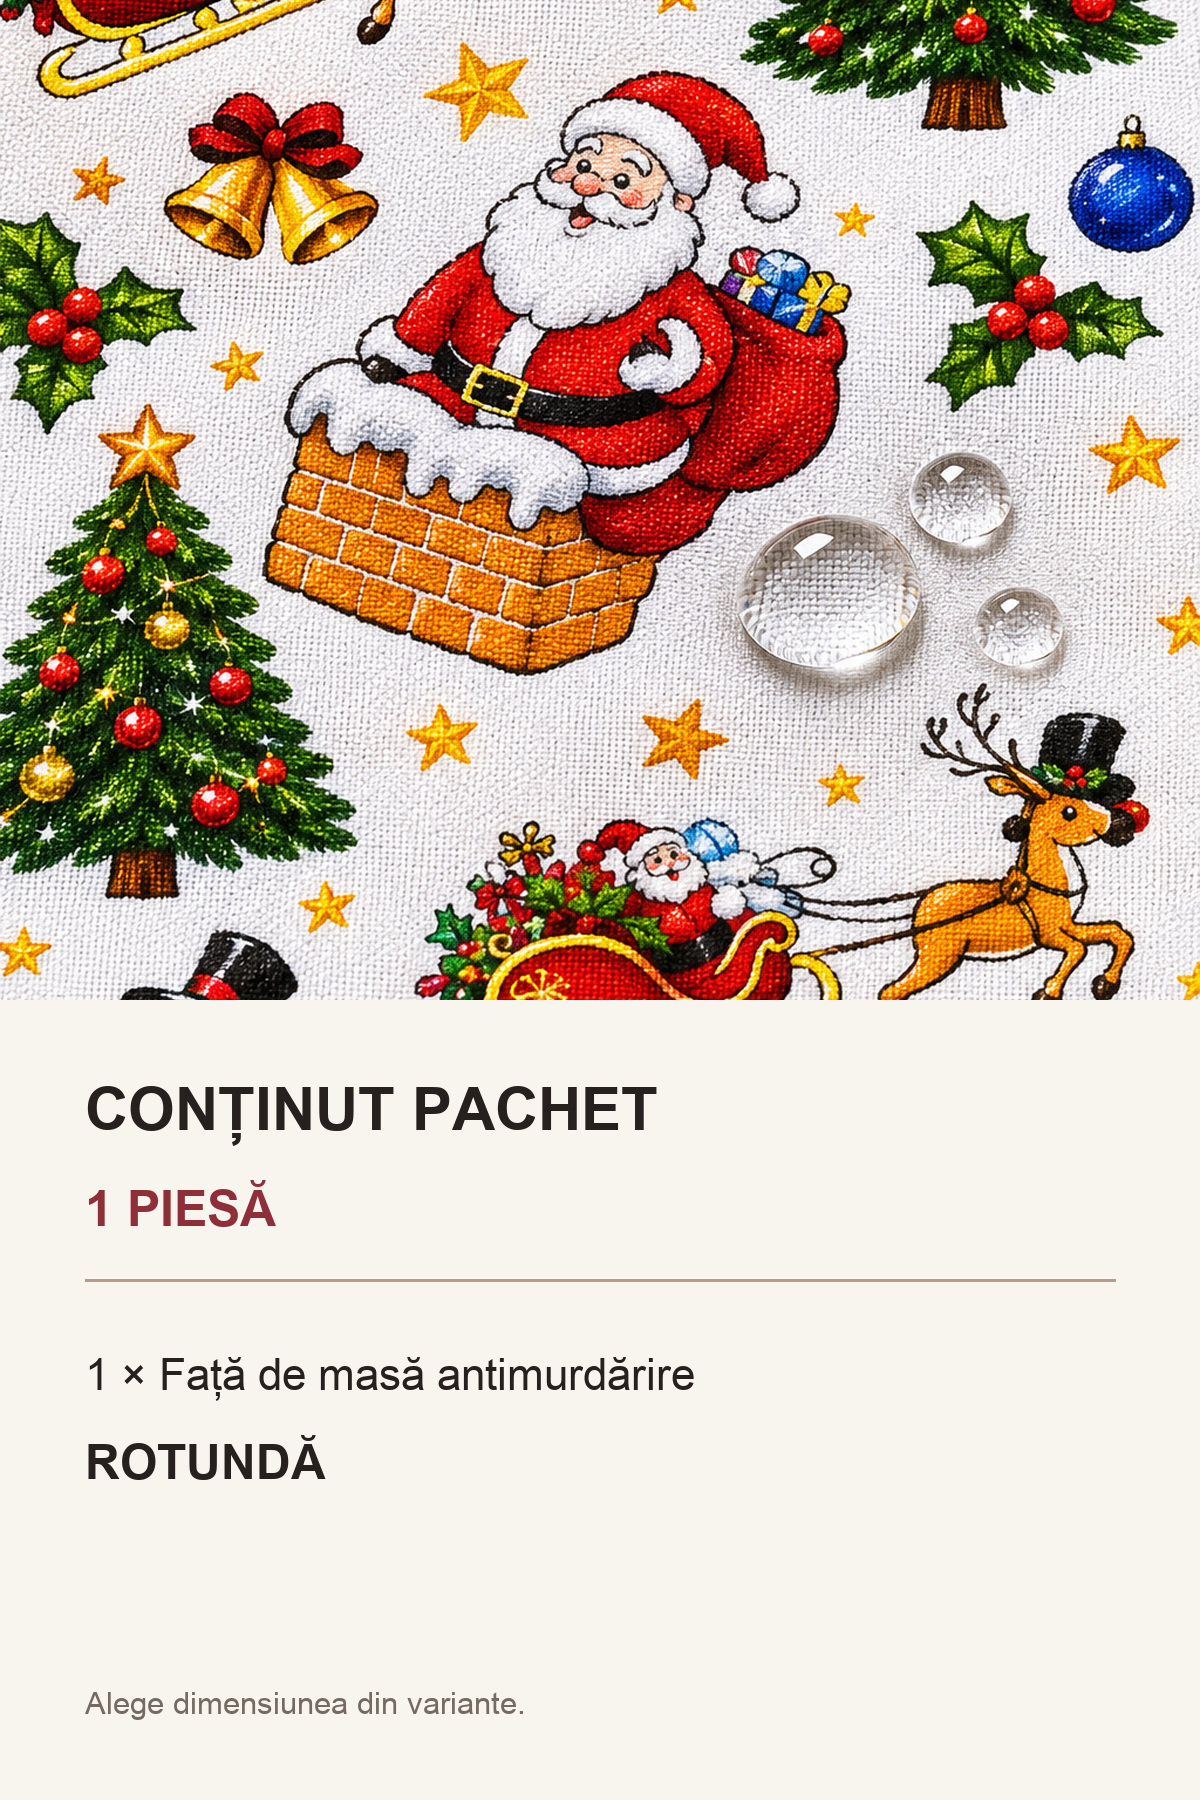 CONȚINUT PACHET
1 PIESĂ
1 × Față de masă antimurdărire
ROTUNDĂ
Alege dimensiunea din variante.